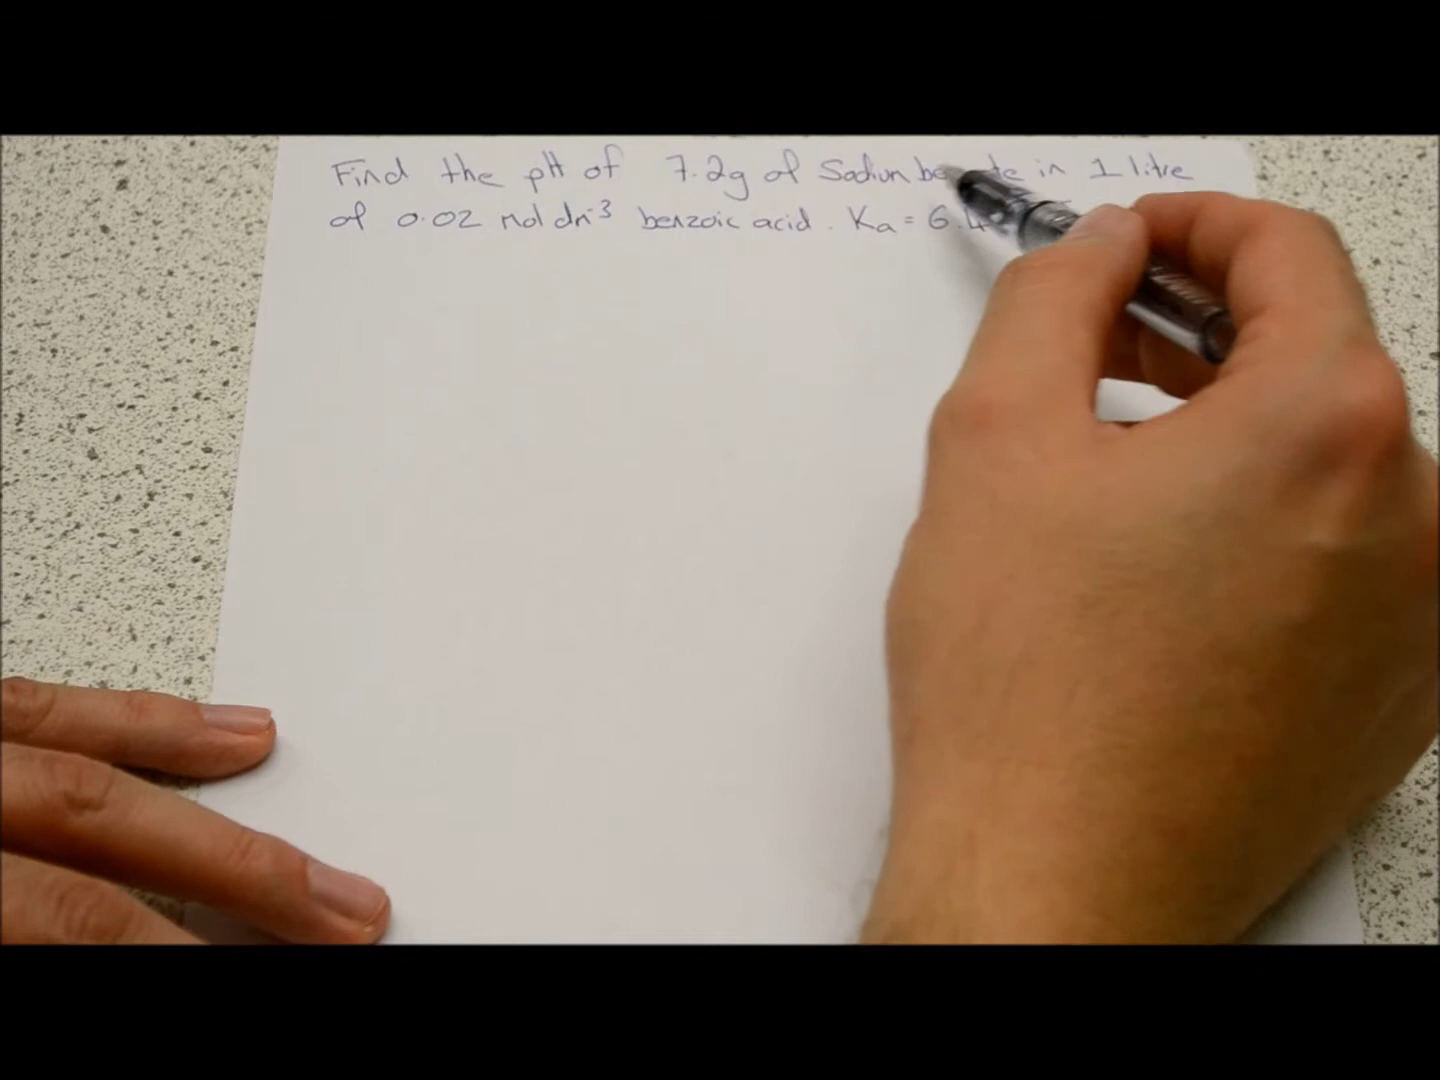 Find the pH of 7.2g of Sodium in 1 litre
of 0.02 mol dm-3 benzoic acid. Ka = 6.4